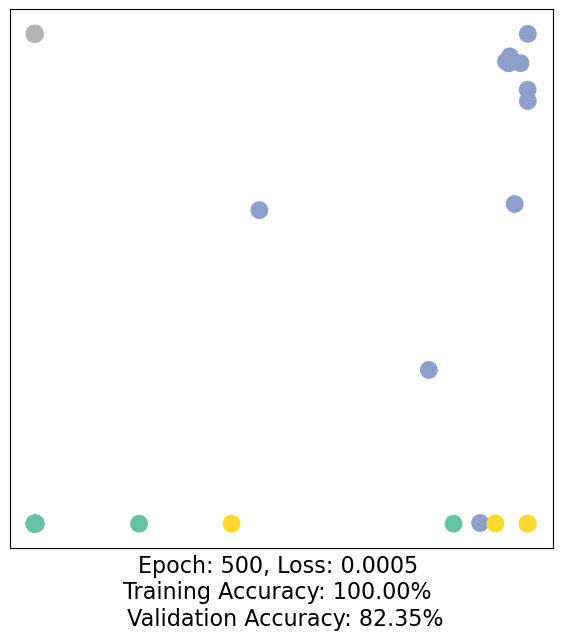 Epoch: 500, Loss: 0.0005
Training Accuracy: 100.00%
Validation Accuracy: 82.35%